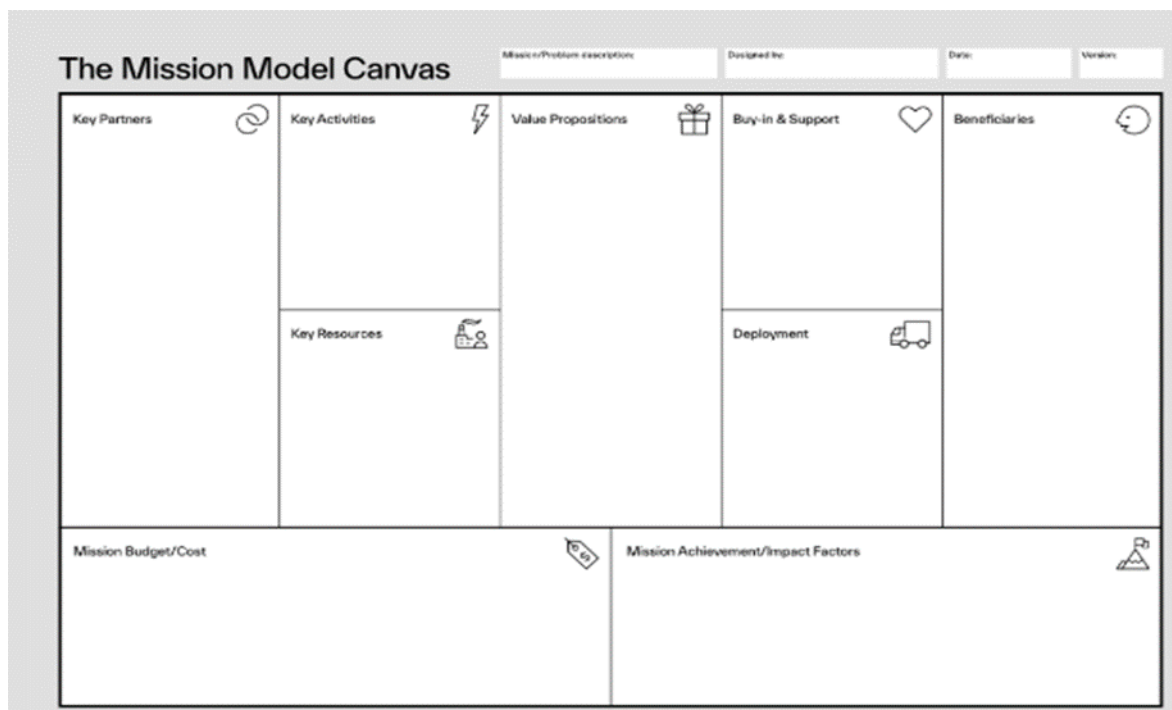 The Mission Model Canvas
Mission/Problem description:
Designed by:
Date:
Version:
Key Partners
Key Activities
Value Propositions
Buy-in & Support
Beneficiaries
Key Resources
Deployment
Mission Budget/Cost
Mission Achievement/Impact Factors